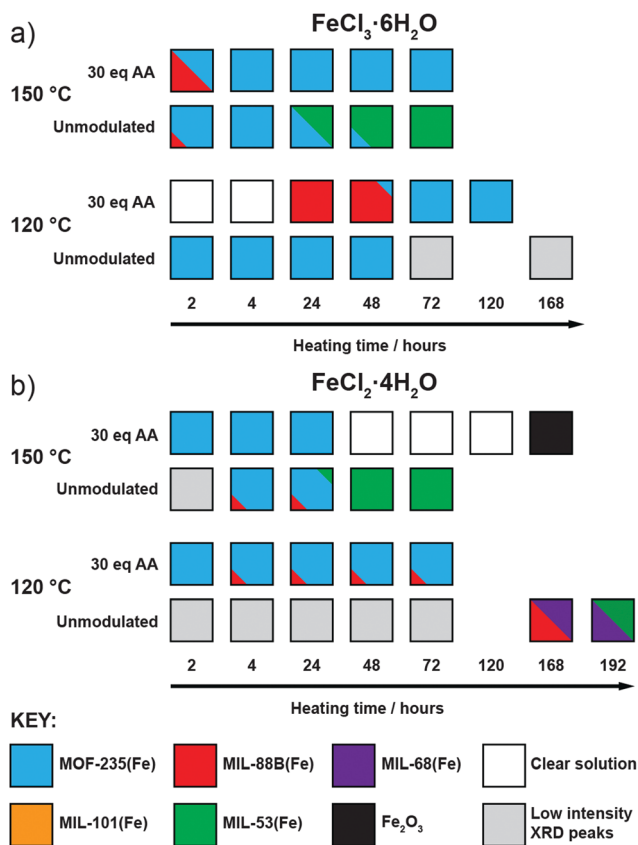 a)
FeCl₃·6H₂O
150 °C
30 eq AA
Unmodulated
120 °C
30 eq AA
Unmodulated
2 4 24 48 72 120 168
Heating time / hours
b)
FeCl₂·4H₂O
150 °C
30 eq AA
Unmodulated
120 °C
30 eq AA
Unmodulated
2 4 24 48 72 120 168 192
Heating time / hours
KEY:
MOF-235(Fe) MIL-88B(Fe) MIL-68(Fe) Clear solution
MIL-101(Fe) MIL-53(Fe) Fe₂O₃ Low intensity
XRD peaks